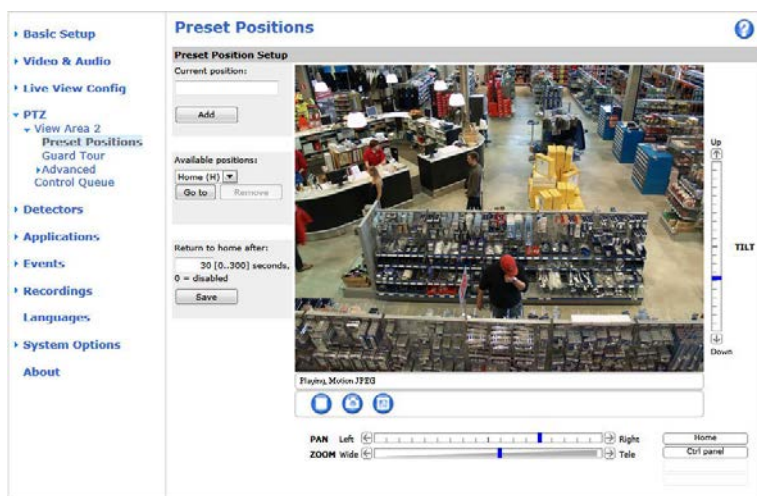 Basic Setup
Video & Audio
Live View Config
PTZ
View Area 2
Preset Positions
Guard Tour
Advanced
Control Queue
Detectors
Applications
Events
Recordings
Languages
System Options
About
Preset Positions
?
Preset Position Setup
Current position:
Add
Available positions:
Home (H)
Go to
Remove
Return to home after:
30 [0..300] seconds,
0 = disabled
Save
Up
TILT
Down
Playing, Motion JPEG
PAN Left Right
ZOOM Wide Tele
Home
Ctrl panel